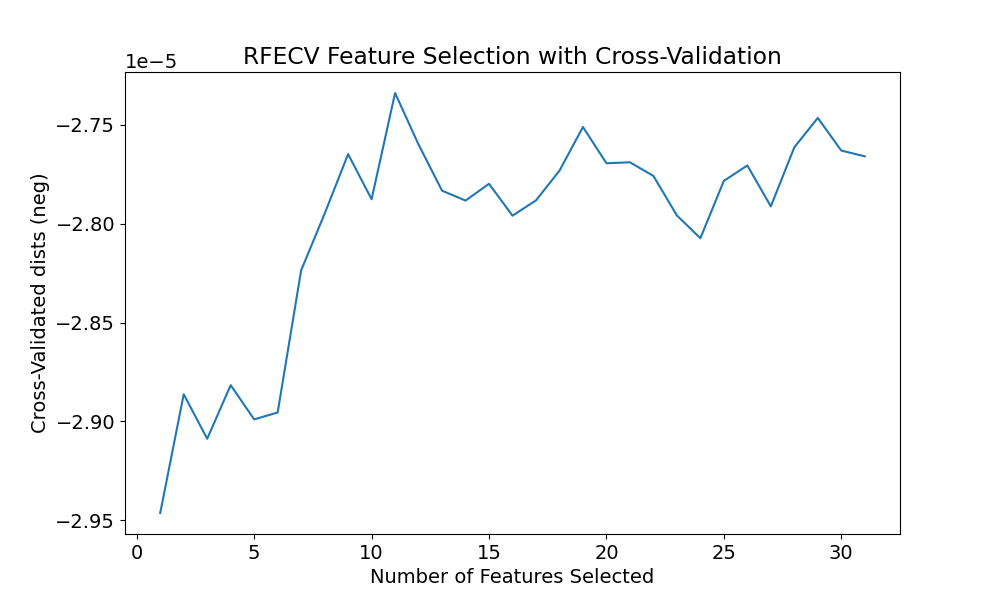 RFECV Feature Selection with Cross-Validation
1e−5
−2.75
−2.80
−2.85
−2.90
−2.95
Cross-Validated dists (neg)
0 5 10 15 20 25 30
Number of Features Selected